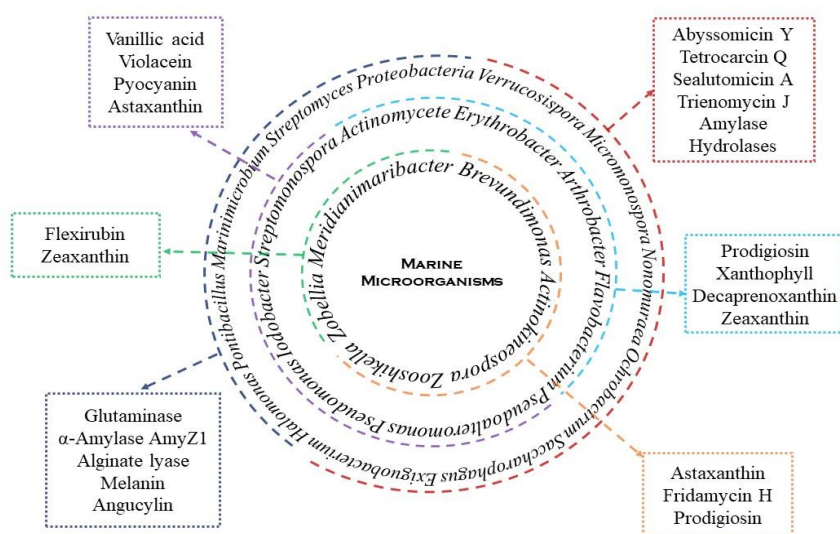 Vanillic acid
Violacein
Pyocyanin
Astaxanthin
Abyssomicin Y
Tetrocarcin Q
Sealutomicin A
Trienomycin J
Amylase
Hydrolases
Halomonas Pontibacillus Marinimicrobium Streptomyces Proteobacteria Verrucosispora Micromonospora Nonomuraea Ochrobactrum Saccharophagus Exiguobacterium
Pseudoalteromonas Pseudomonas Iodobacter Streptomonospora Actinomycete Erythrobacter Arthrobacter Flavobacterium
Zobellia Meridianimaribacter Brevundimonas Actinokineospora Zooshikella
MARINE
MICROORGANISMS
Flexirubin
Zeaxanthin
Prodigiosin
Xanthophyll
Decaprenoxanthin
Zeaxanthin
Glutaminase
α-Amylase AmyZ1
Alginate lyase
Melanin
Angucylin
Astaxanthin
Fridamycin H
Prodigiosin